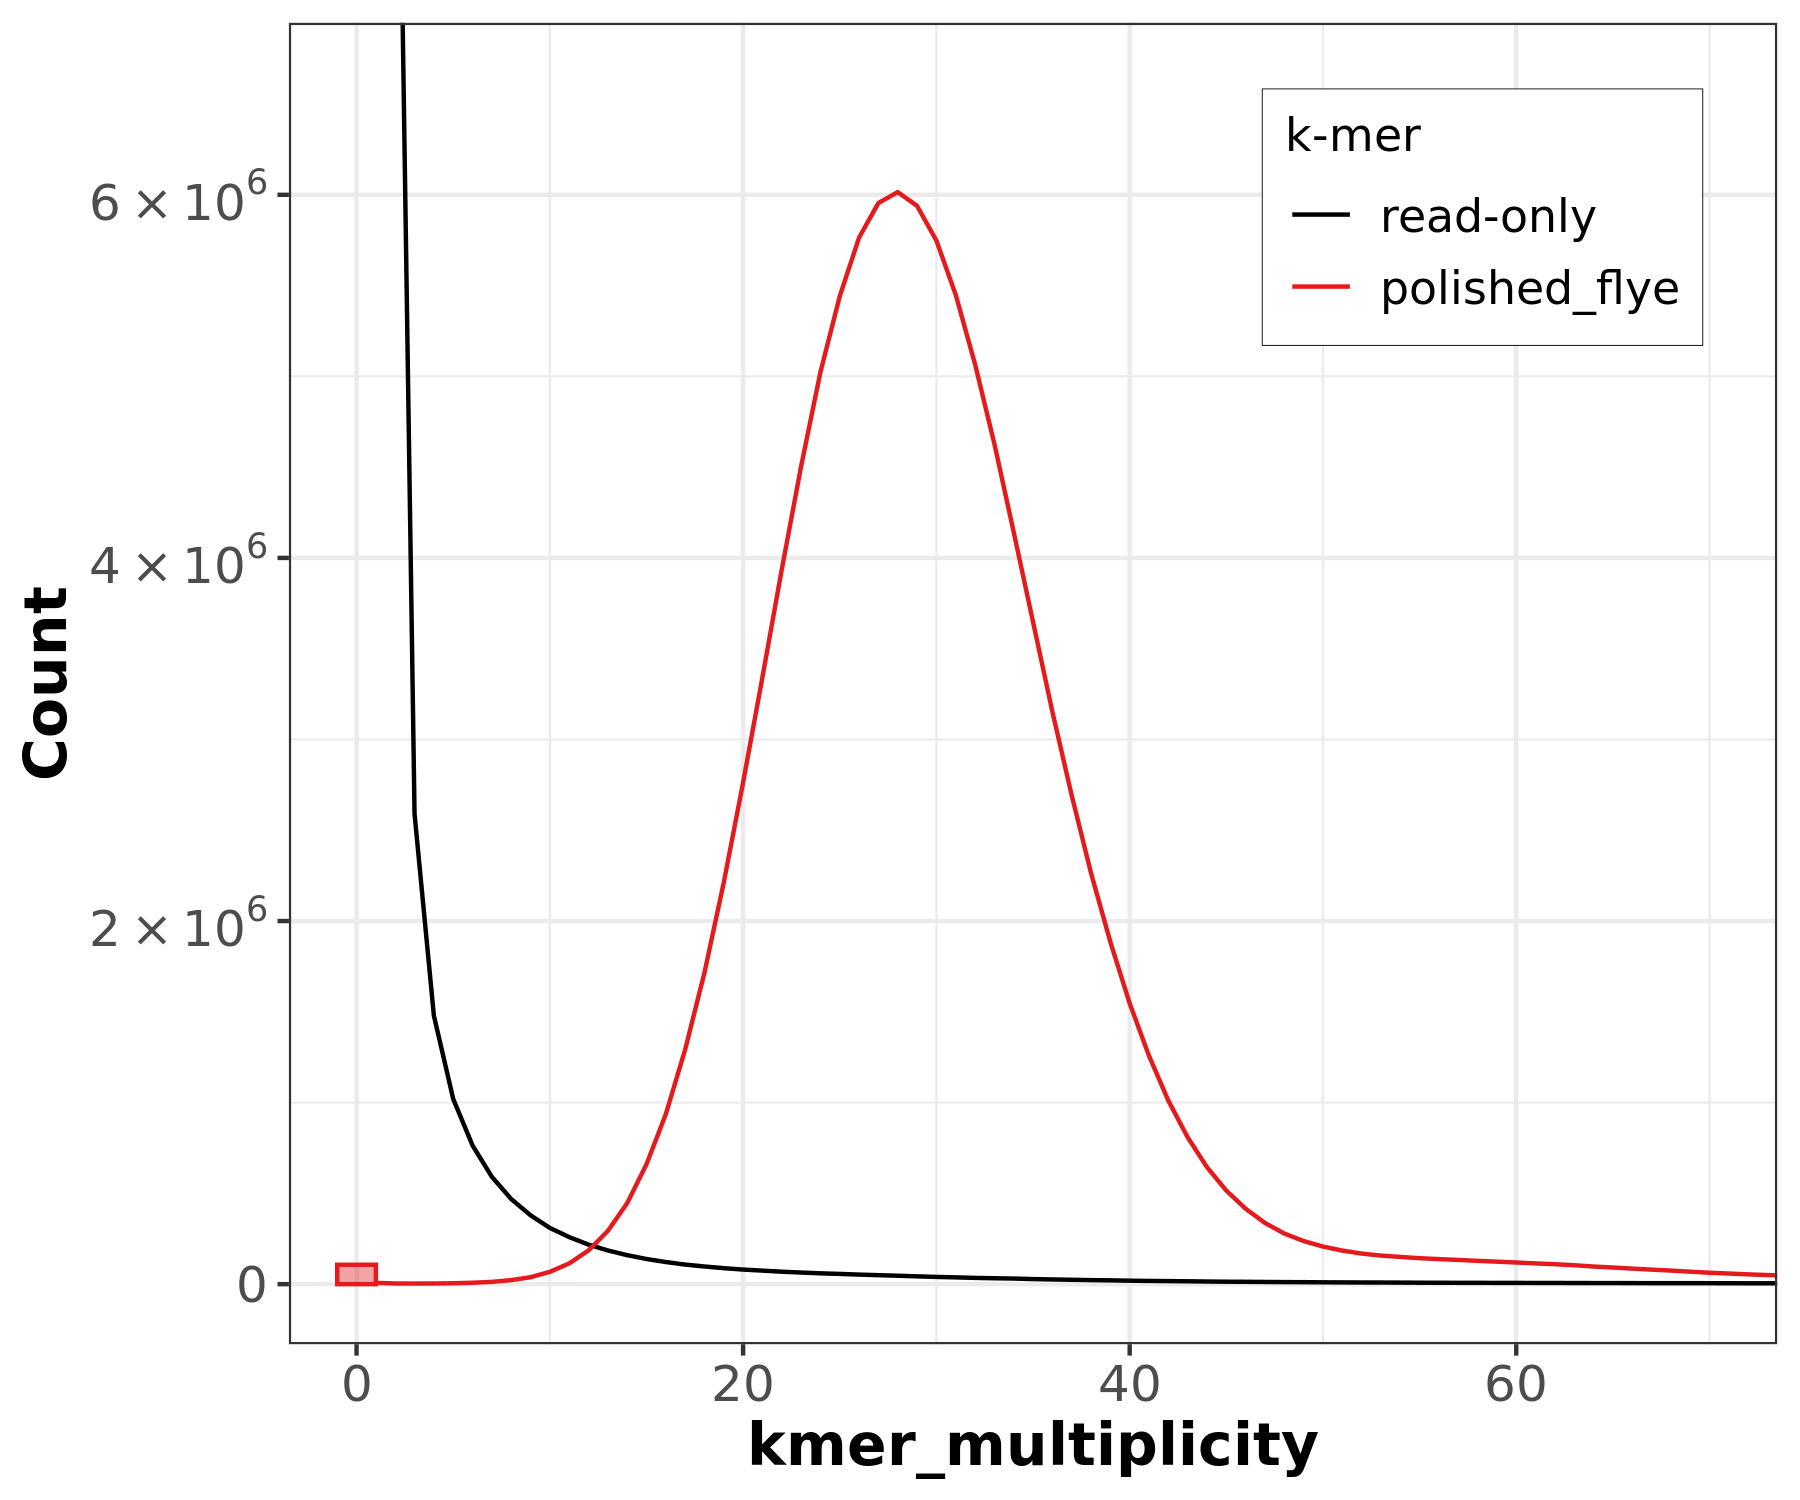 k-mer
read-only
polished_flye
6 × 10⁶
4 × 10⁶
2 × 10⁶
0
Count
0 20 40 60
kmer_multiplicity